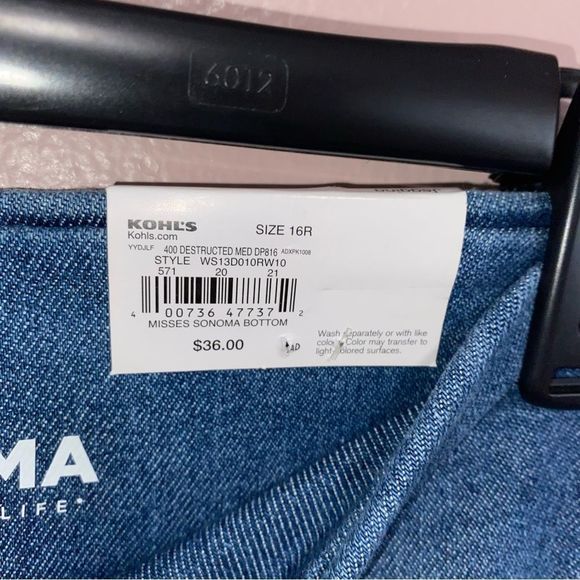 6012
jegging
KOHL'S
Kohls.com
SIZE 16R
YYDJLF 400 DESTRUCTED MED DP816 ADXPK1008
STYLE WS13D010RW10
571 20 21
4 00736 47737 2
MISSES SONOMA BOTTOM
$36.00
Wash separately or with like
color. Color may transfer to
light colored surfaces.
MA
LIFE